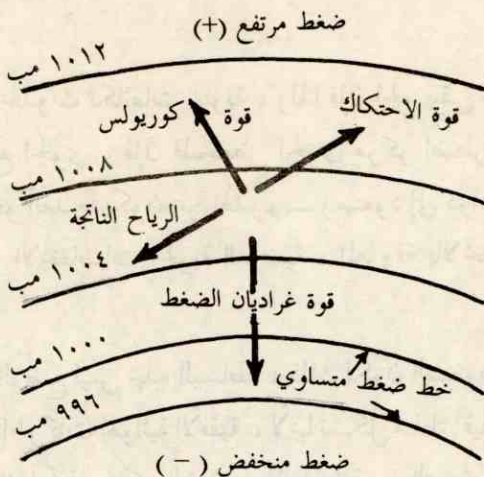 ضغط مرتفع (+)
١٠١٢ مب
قوة كوريولس
قوة الاحتكاك
١٠٠٨ مب
الرياح الناتجة
١٠٠٤ مب
قوة غراديان الضغط
١٠٠٠ مب
خط ضغط متساوي
٩٩٦ مب
ضغط منخفض (−)